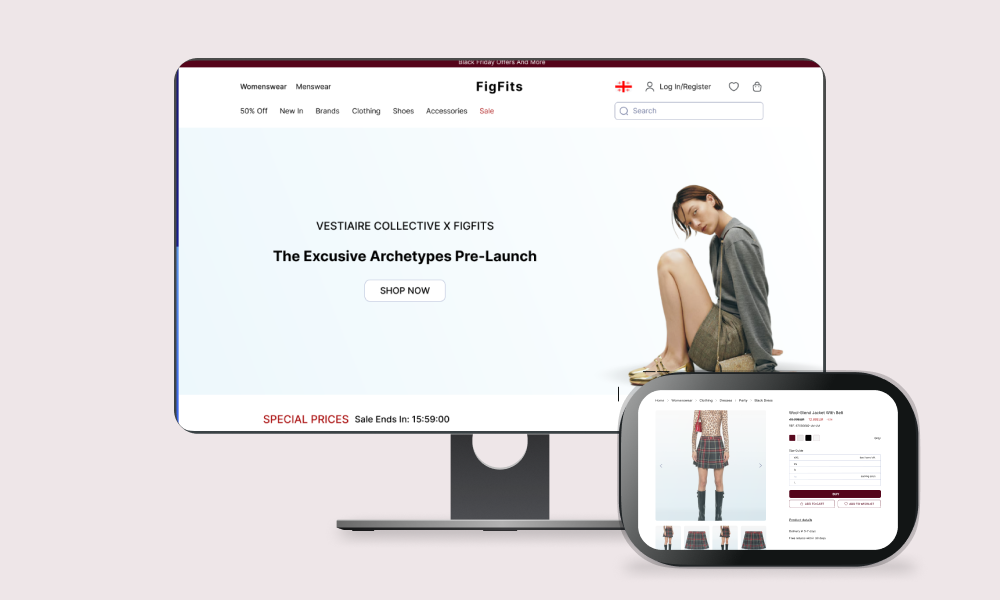 Black Friday Offers And More
Womenswear Menswear
FigFits
Log In/Register
50% Off New In Brands Clothing Shoes Accessories Sale
Search
VESTIAIRE COLLECTIVE X FIGFITS
The Excusive Archetypes Pre-Launch
SHOP NOW
SPECIAL PRICES Sale Ends In: 15:59:00
Home Womenswear Clothing Dresses Party Black Dress
Wool-Blend Jacket With Belt
BUY
ADD TO CART ADD TO WISHLIST
Product details